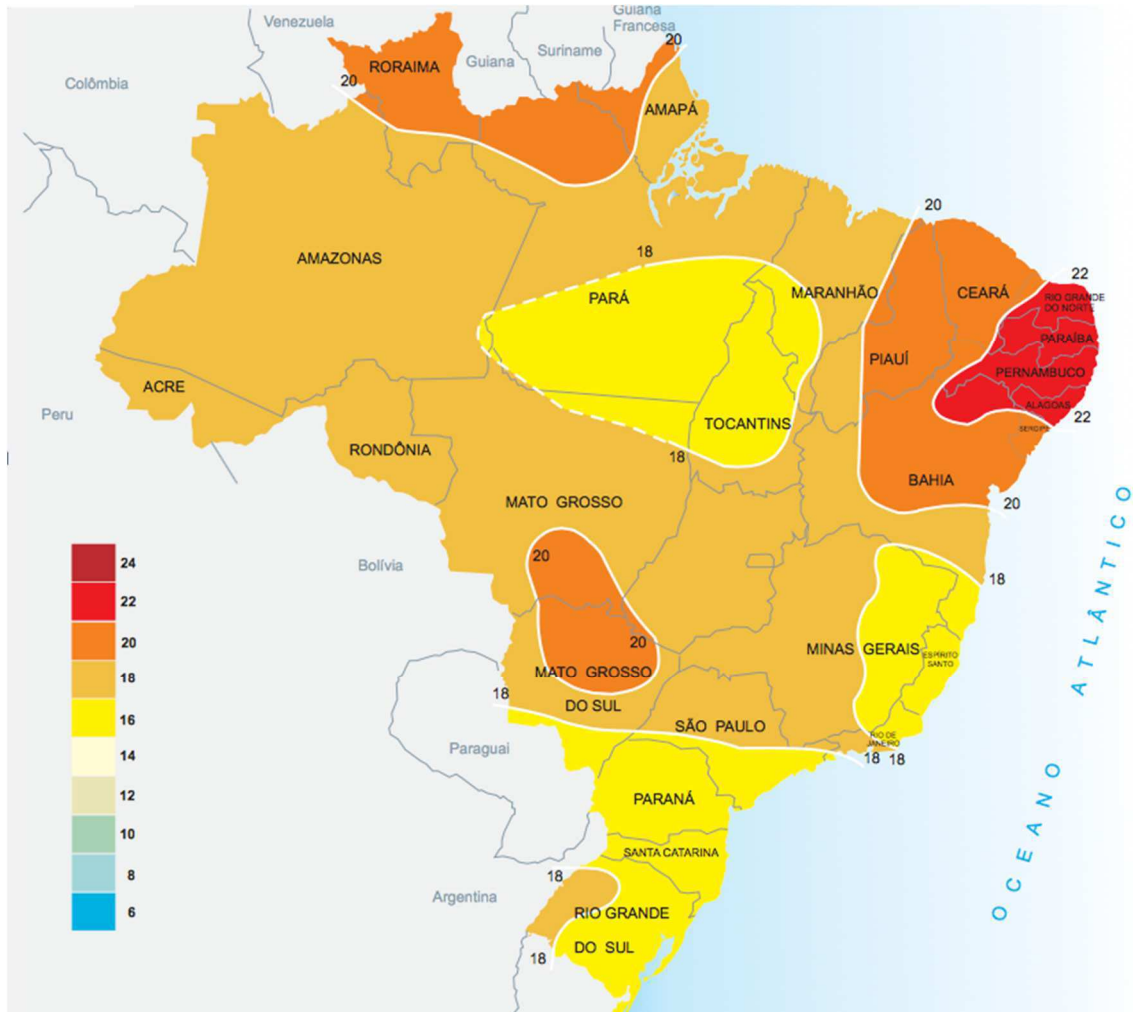 Guiana
Francesa
Venezuela
Suriname
20
RORAIMA
Guiana
20
Colômbia
AMAPÁ
20
18
AMAZONAS
22
PARÁ
MARANHÃO
CEARÁ
RIO GRANDE
DO NORTE
PARAÍBA
PIAUÍ
PERNAMBUCO
ACRE
ALAGOAS
Peru
22
TOCANTINS
SERGIPE
RONDÔNIA
18
BAHIA
MATO GROSSO
20
20
Bolívia
24
18
22
20
20
MINAS GERAIS
ESPÍRITO
SANTO
18
MATO GROSSO
DO SUL
18
SÃO PAULO
16
Paraguai
RIO DE
JANEIRO
18 18
14
12
PARANÁ
10
SANTA CATARINA
8
18
Argentina
6
RIO GRANDE
DO SUL
18
OCEANO ATLÂNTICO